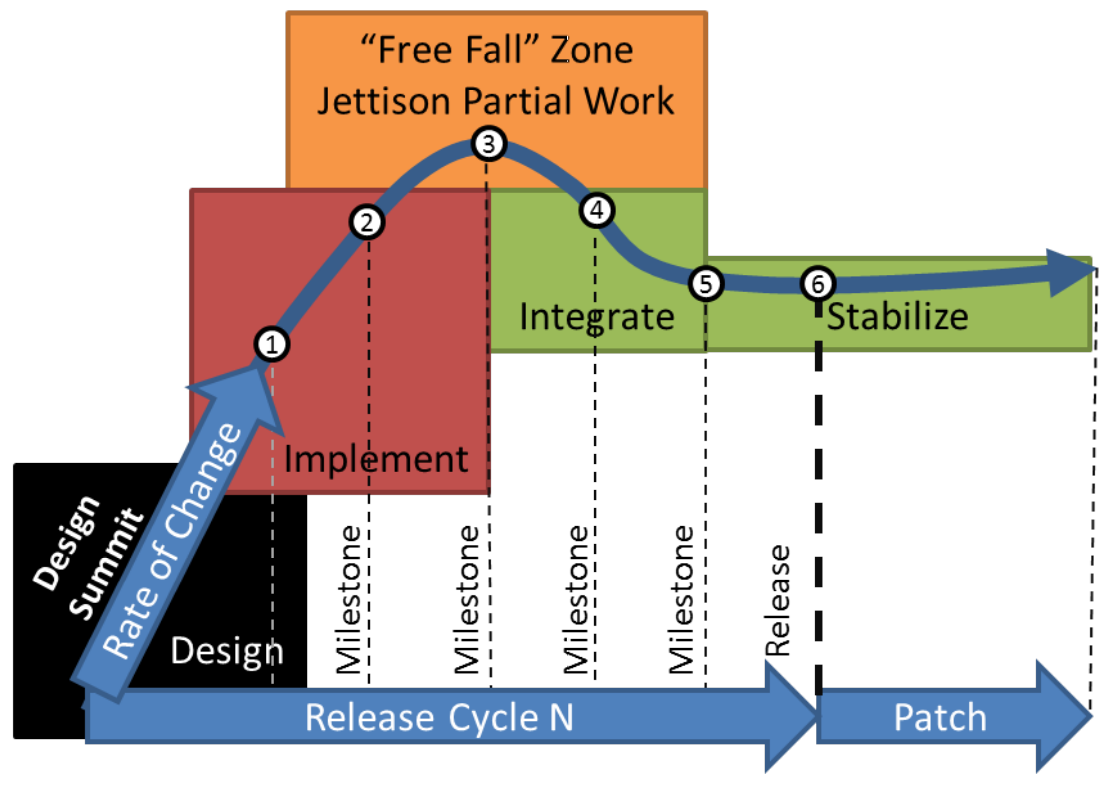 “Free Fall” Zone
Jettison Partial Work
3
2
4
1
5
6
Integrate
Stabilize
Implement
Rate of Change
Design
Summit
Design
Milestone
Milestone
Milestone
Milestone
Release
Release Cycle N
Patch